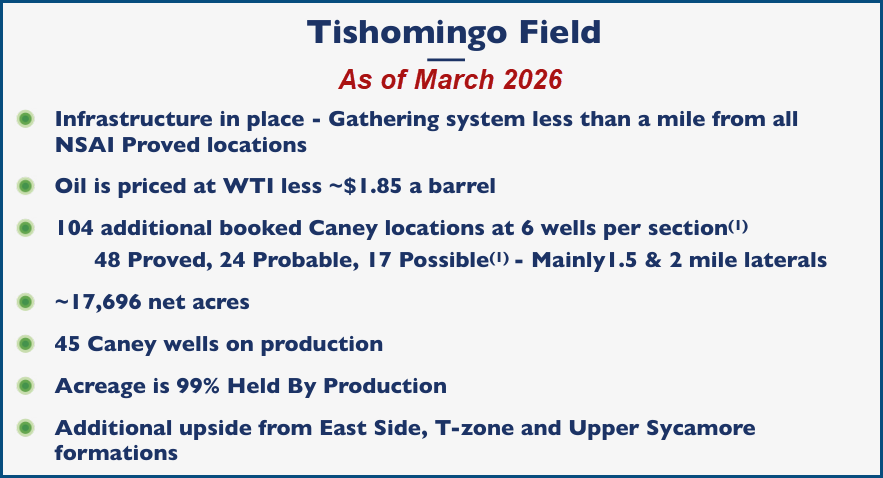 Tishomingo Field
As of March 2026
Infrastructure in place - Gathering system less than a mile from all
NSAI Proved locations
Oil is priced at WTI less ~$1.85 a barrel
104 additional booked Caney locations at 6 wells per section(1)
48 Proved, 24 Probable, 17 Possible(1) - Mainly1.5 & 2 mile laterals
~17,696 net acres
45 Caney wells on production
Acreage is 99% Held By Production
Additional upside from East Side, T-zone and Upper Sycamore
formations